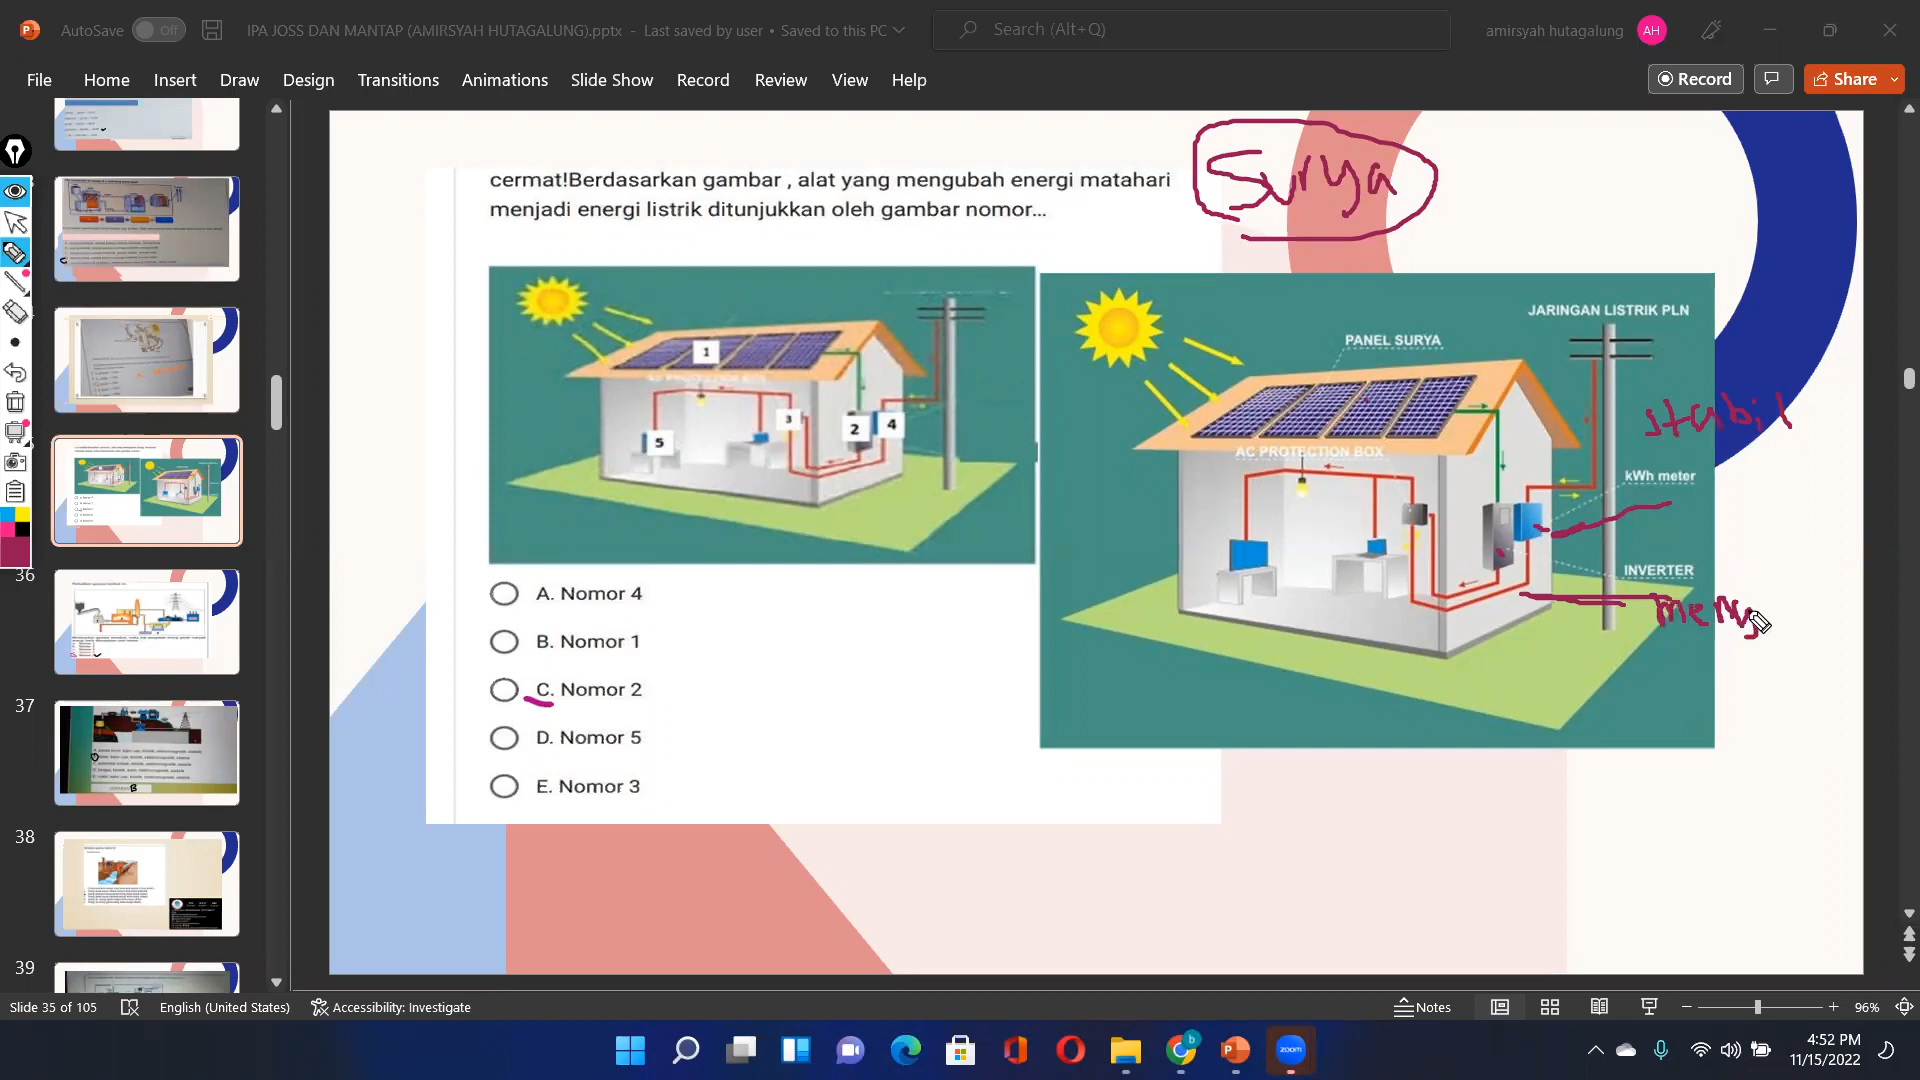 AutoSave
Off
IPA JOSS DAN MANTAP (AMIRSYAH HUTAGALUNG).pptx - Last saved by user • Saved to this PC
Search (Alt+Q)
amirsyah hutagalung
AH
File Home Insert Draw Design Transitions Animations Slide Show Record Review View Help
Record
Share
Surya
cermat!Berdasarkan gambar , alat yang mengubah energi matahari
menjadi energi listrik ditunjukkan oleh gambar nomor...
1
2
3
4
5
JARINGAN LISTRIK PLN
PANEL SURYA
AC PROTECTION BOX
stabil
kWh meter
INVERTER
meny
A. Nomor 4
B. Nomor 1
C. Nomor 2
D. Nomor 5
E. Nomor 3
36
37
38
39
Slide 35 of 105
English (United States)
Accessibility: Investigate
Notes
96%
zoom
4:52 PM
11/15/2022